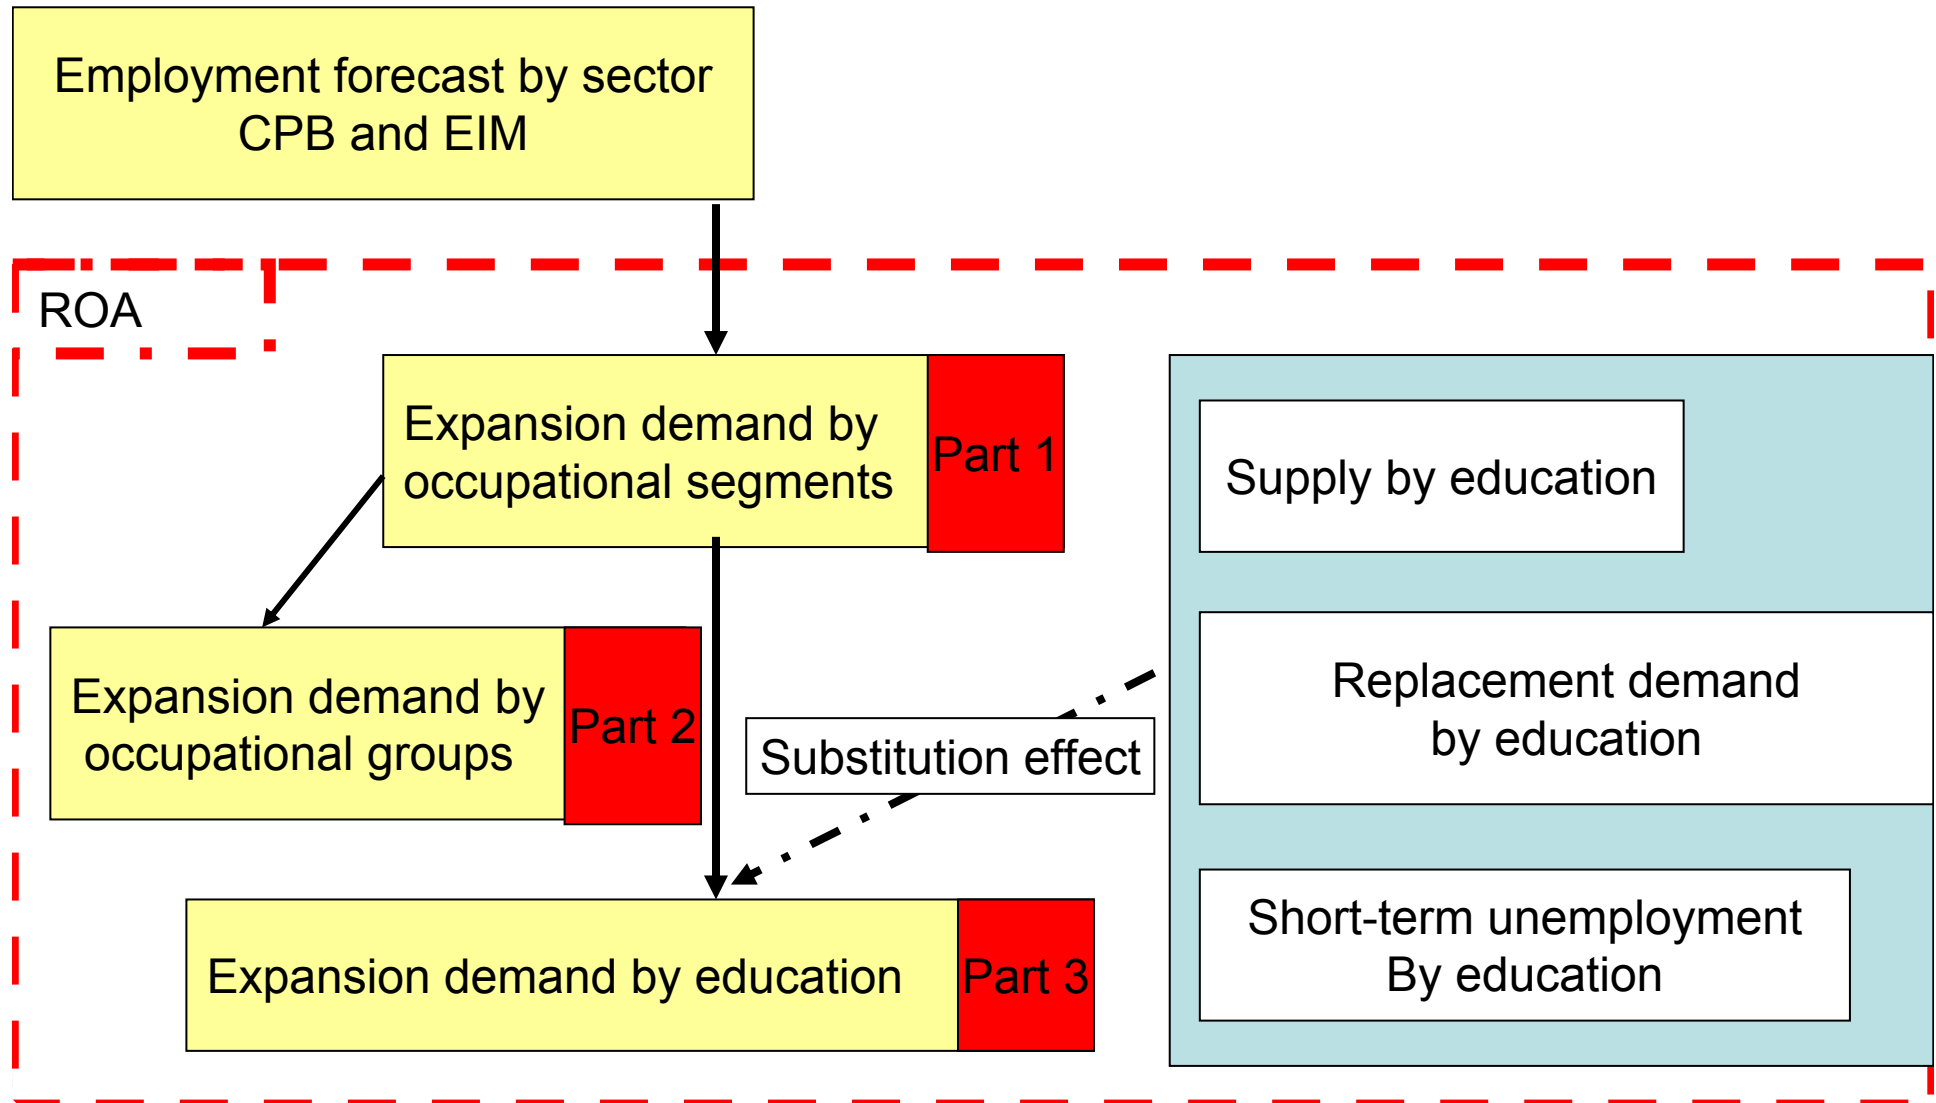 Employment forecast by sector
CPB and EIM
ROA
Expansion demand by
occupational segments
Part 1
Supply by education
Expansion demand by
occupational groups
Part 2
Substitution effect
Replacement demand
by education
Expansion demand by education
Part 3
Short-term unemployment
By education